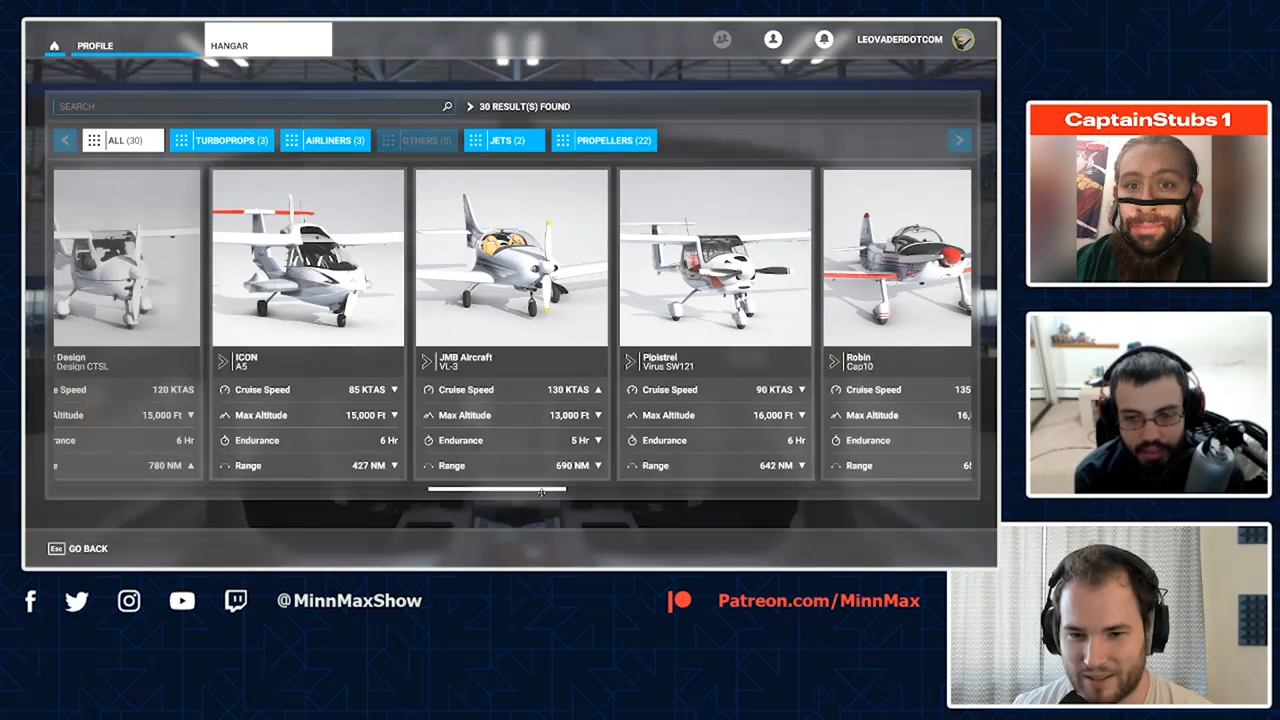 PROFILE
HANGAR
LEOVADERDOTCOM
SEARCH
30 RESULT(S) FOUND
ALL (30)
TURBOPROPS (3)
AIRLINERS (3)
OTHERS (0)
JETS (2)
PROPELLERS (22)
Design
Design CTSL
e Speed 120 KTAS
Altitude 15,000 Ft
rance 6 Hr
e 780 NM
ICON
A5
Cruise Speed 85 KTAS
Max Altitude 15,000 Ft
Endurance 6 Hr
Range 427 NM
JMB Aircraft
VL-3
Cruise Speed 130 KTAS
Max Altitude 13,000 Ft
Endurance 5 Hr
Range 690 NM
Pipistrel
Virus SW121
Cruise Speed 90 KTAS
Max Altitude 16,000 Ft
Endurance 6 Hr
Range 642 NM
Robin
Cap10
Cruise Speed 135
Max Altitude 16,
Endurance
Range
Esc GO BACK
CaptainStubs 1
@MinnMaxShow
Patreon.com/MinnMax